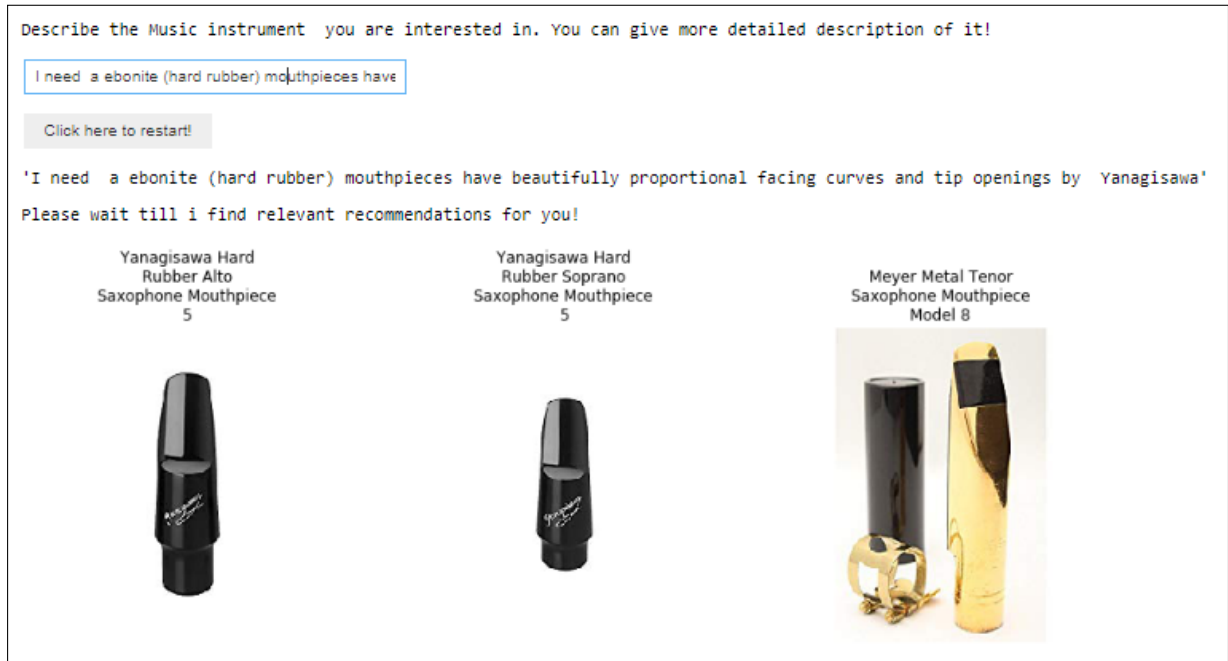 Describe the Music instrument  you are interested in. You can give more detailed description of it!
I need  a ebonite (hard rubber) mouthpieces have
Click here to restart!
'I need  a ebonite (hard rubber) mouthpieces have beautifully proportional facing curves and tip openings by  Yanagisawa'
Please wait till i find relevant recommendations for you!
Yanagisawa Hard
Rubber Alto
Saxophone Mouthpiece
5
Yanagisawa Hard
Rubber Soprano
Saxophone Mouthpiece
5
Meyer Metal Tenor
Saxophone Mouthpiece
Model 8